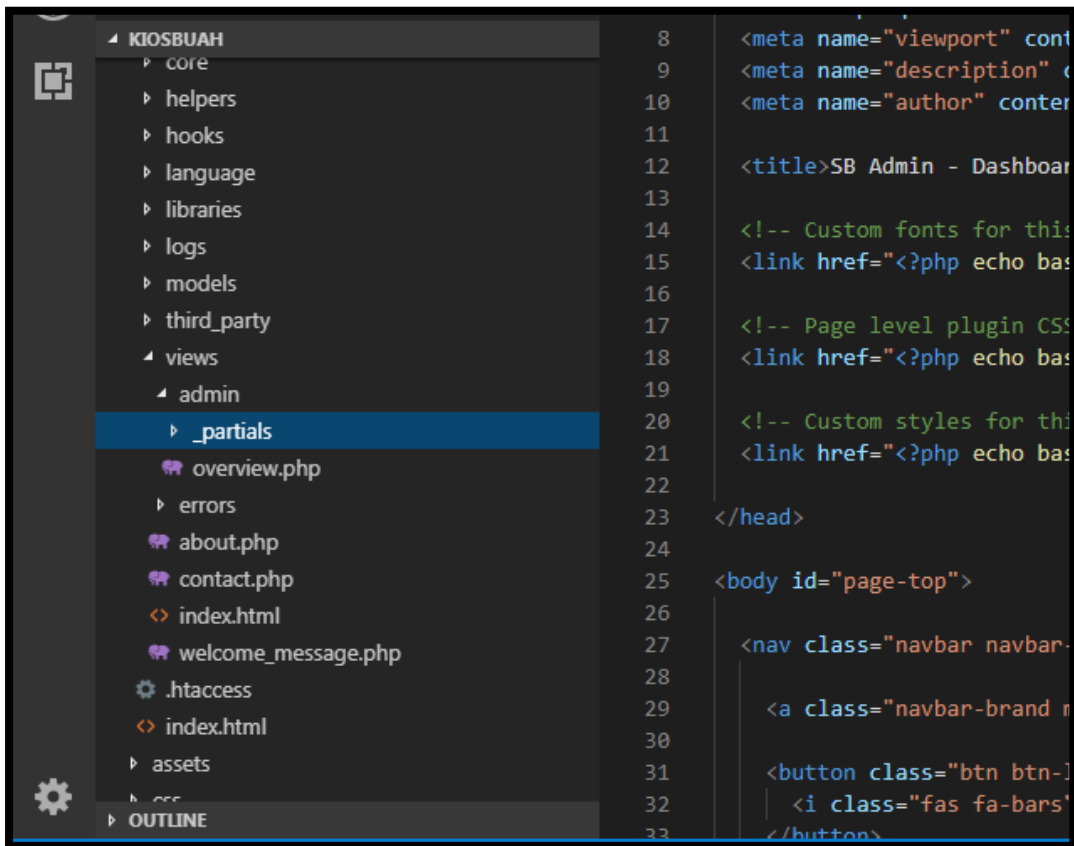 KIOSBUAH
core
helpers
hooks
language
libraries
logs
models
third_party
views
admin
_partials
overview.php
errors
about.php
contact.php
index.html
welcome_message.php
.htaccess
index.html
assets
css
OUTLINE
8 <meta name="viewport" cont
9 <meta name="description" c
10 <meta name="author" conten
11
12 <title>SB Admin - Dashboar
13
14 <!-- Custom fonts for this
15 <link href="<?php echo bas
16
17 <!-- Page level plugin CSS
18 <link href="<?php echo bas
19
20 <!-- Custom styles for thi
21 <link href="<?php echo bas
22
23 </head>
24
25 <body id="page-top">
26
27 <nav class="navbar navbar-
28
29 <a class="navbar-brand m
30
31 <button class="btn btn-l
32 <i class="fas fa-bars"
33 </button>